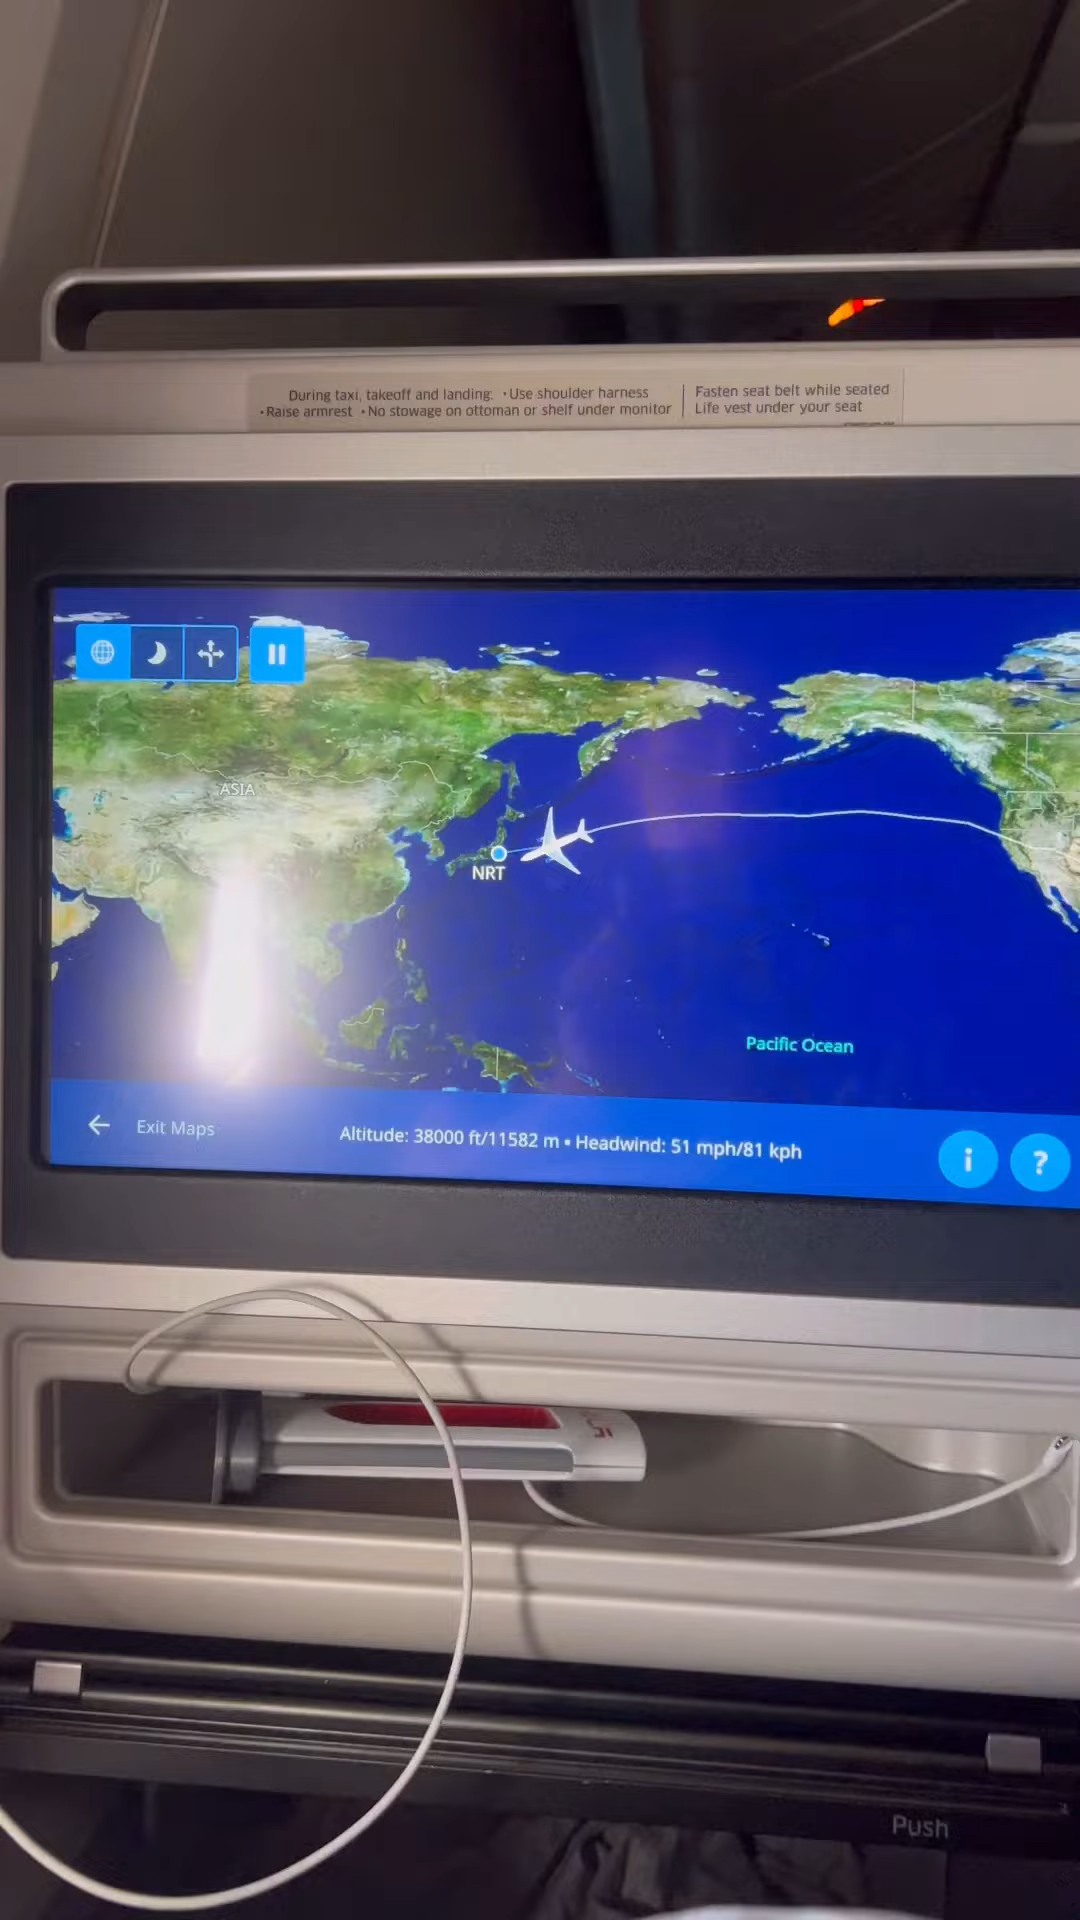 During taxi, takeoff and landing: • Use shoulder harness
• Raise armrest • No stowage on ottoman or shelf under monitor
Fasten seat belt while seated
Life vest under your seat
ASIA
NRT
Pacific Ocean
Exit Maps
Altitude: 38000 ft/11582 m • Headwind: 51 mph/81 kph
i
?
Push